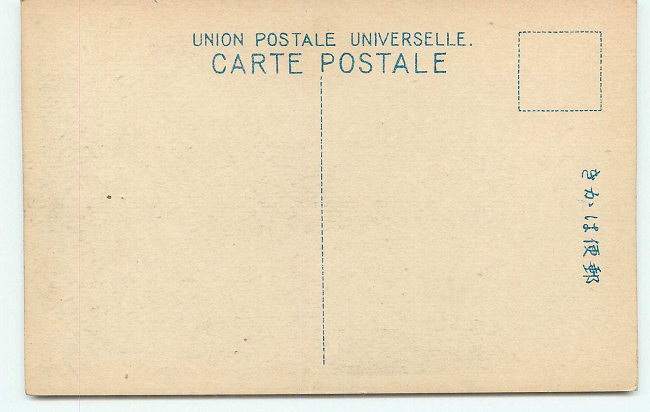 UNION POSTALE UNIVERSELLE.
CARTE POSTALE
郵便はかき